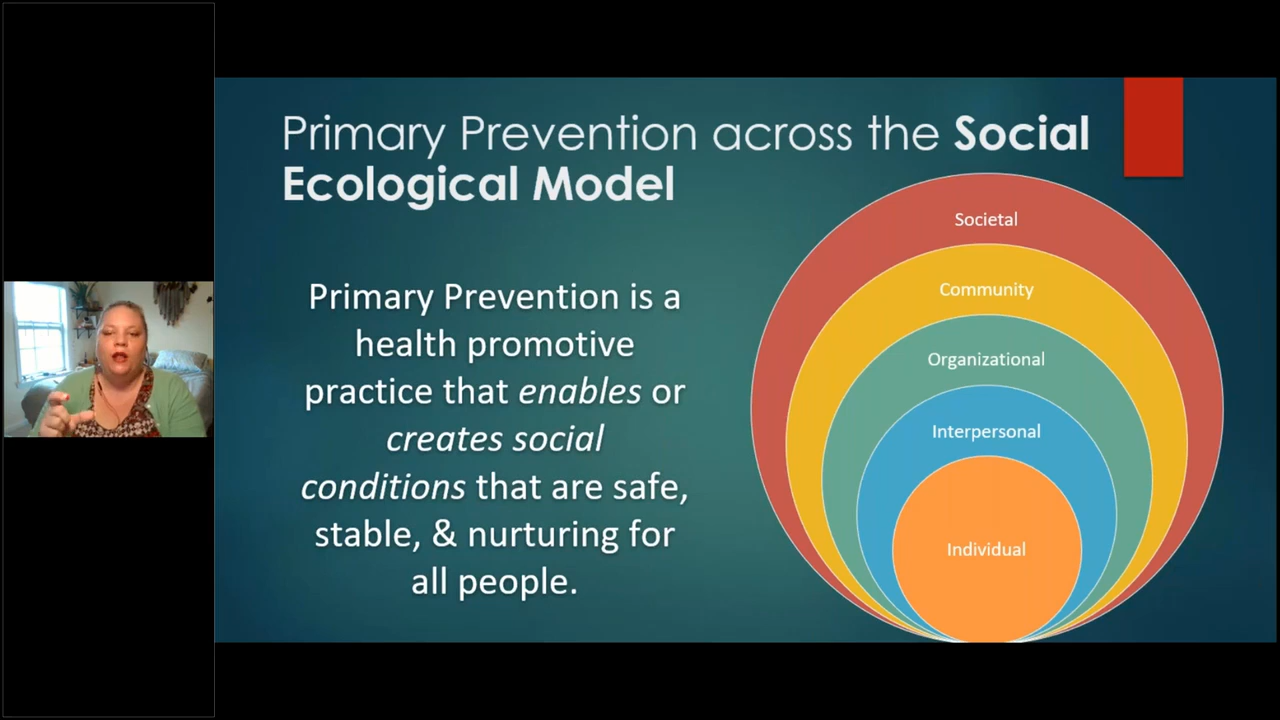 Primary Prevention across the Social
Ecological Model
Primary Prevention is a
health promotive
practice that enables or
creates social
conditions that are safe,
stable, & nurturing for
all people.
Societal
Community
Organizational
Interpersonal
Individual